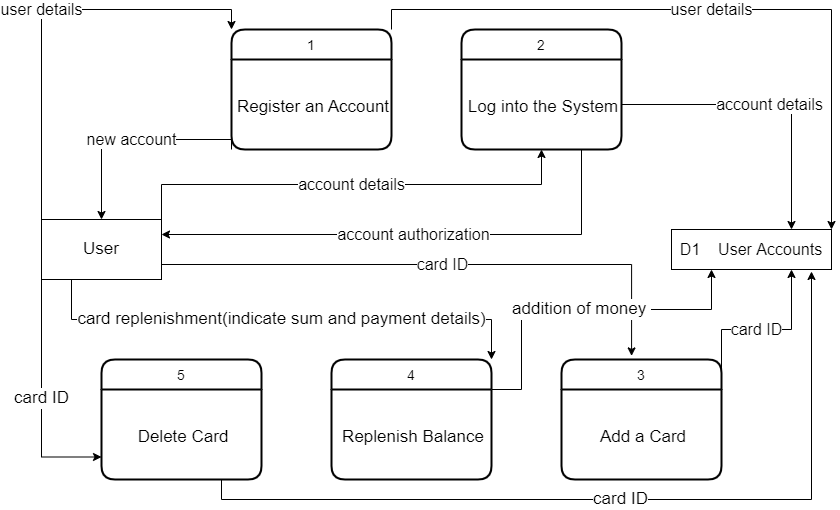 user details
user details
1
2
Register an Account
Log into the System
account details
new account
account details
account authorization
User
D1 User Accounts
card ID
addition of money
card replenishment(indicate sum and payment details)
card ID
5
4
3
card ID
Delete Card
Replenish Balance
Add a Card
card ID